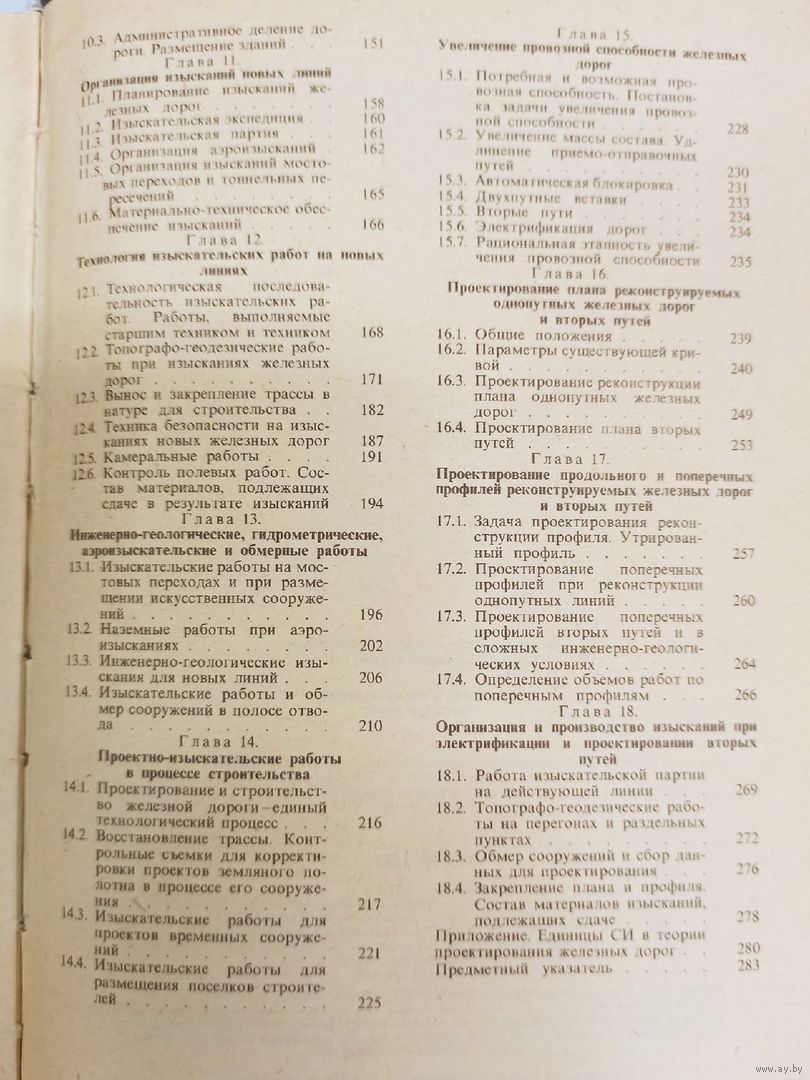 10.3. Административное деление до-
роги. Размещение зданий . . . 151
Глава 11.
Организация изысканий новых линий
11.1. Планирование изысканий же-
лезных дорог . . . . . . 158
11.2. Изыскательская экспедиция . 160
11.3. Изыскательская партия . . 161
11.4. Организация аэроизысканий . 162
11.5. Организация изысканий мосто-
вых переходов и тоннельных пе-
ресечений . . . . . . . 165
11.6. Материально-техническое обес-
печение изысканий . . . . 166
Глава 12.
Технология изыскательских работ на новых
линиях
12.1. Технологическая последова-
тельность изыскательских ра-
бот. Работы, выполняемые
старшим техником и техником 168
12.2. Топографо-геодезические рабо-
ты при изысканиях железных
дорог . . . . . . . . . . 171
12.3. Вынос и закрепление трассы в
натуре для строительства . . 182
12.4. Техника безопасности на изыс-
каниях новых железных дорог 187
12.5. Камеральные работы . . . . 191
12.6. Контроль полевых работ. Сос-
тав материалов, подлежащих
сдаче в результате изысканий 194
Глава 13.
Инженерно-геологические, гидрометрические,
аэроизыскательские и обмерные работы
13.1. Изыскательские работы на мос-
товых переходах и при разме-
щении искусственных сооруже-
ний . . . . . . . . . . 196
13.2. Наземные работы при аэро-
изысканиях . . . . . . . . 202
13.3. Инженерно-геологические изы-
скания для новых линий . . . 206
13.4. Изыскательские работы и об-
мер сооружений в полосе отво-
да . . . . . . . . . . . 210
Глава 14.
Проектно-изыскательские работы
в процессе строительства
14.1. Проектирование и строительст-
во железной дороги—единый
технологический процесс . . . 216
14.2. Восстановление трассы. Конт-
рольные съемки для корректи-
ровки проектов земляного по-
лотна в процессе его сооруже-
ния . . . . . . . . . . . 217
14.3. Изыскательские работы для
проектов временных сооруже-
ний . . . . . . . . . . . 221
14.4. Изыскательские работы для
размещения поселков строите-
лей . . . . . . . . . . . 225
Глава 15.
Увеличение провозной способности железных
дорог
15.1. Потребная и возможная про-
возная способность. Постанов-
ка задачи увеличения провоз-
ной способности . . . . . . 228
15.2. Увеличение массы состава. Уд-
линение приемо-отправочных
путей . . . . . . . . . . 230
15.3. Автоматическая блокировка . . 231
15.4. Двухпутные вставки . . . . 233
15.5. Вторые пути . . . . . . . 234
15.6. Электрификация дорог . . . 234
15.7. Рациональная этапность увели-
чения провозной способности 235
Глава 16.
Проектирование плана реконструируемых
однопутных железных дорог
и вторых путей
16.1. Общие положения . . . . . 239
16.2. Параметры существующей кри-
вой . . . . . . . . . . 240
16.3. Проектирование реконструкции
плана однопутных железных
дорог . . . . . . . . . 249
16.4. Проектирование плана вторых
путей . . . . . . . . . 253
Глава 17.
Проектирование продольного и поперечных
профилей реконструируемых железных дорог
и вторых путей
17.1. Задача проектирования рекон-
струкции профиля. Утрирован-
ный профиль . . . . . . . 257
17.2. Проектирование поперечных
профилей при реконструкции
однопутных линий . . . . . 260
17.3. Проектирование поперечных
профилей вторых путей и в
сложных инженерно-геологи-
ческих условиях . . . . . . 264
17.4. Определение объемов работ по
поперечным профилям . . . 266
Глава 18.
Организация и производство изысканий при
электрификации и проектировании вторых
путей
18.1. Работа изыскательской партии
на действующей линии . . . 269
18.2. Топографо-геодезические рабо-
ты на перегонах и раздельных
пунктах . . . . . . . . 272
18.3. Обмер сооружений и сбор дан-
ных для проектирования . . . 276
18.4. Закрепление плана и профиля.
Состав материалов изысканий,
подлежащих сдаче . . . . 278
Приложение. Единицы СИ в теории
проектирования железных дорог . . 280
Предметный указатель . . . . . 283
www.ay.by